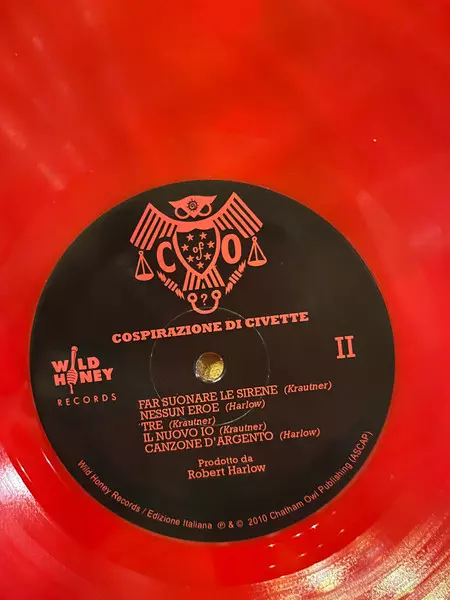 C of O
?
COSPIRAZIONE DI CIVETTE
WILD HONEY
RECORDS
II
FAR SUONARE LE SIRENE (Krautner)
NESSUN EROE (Harlow)
TRE (Krautner)
IL NUOVO IO (Krautner)
CANZONE D'ARGENTO (Harlow)
Prodotto da
Robert Harlow
Wild Honey Records / Edizione Italiana ℗ & © 2010 Chatham Owl Publishing (ASCAP)